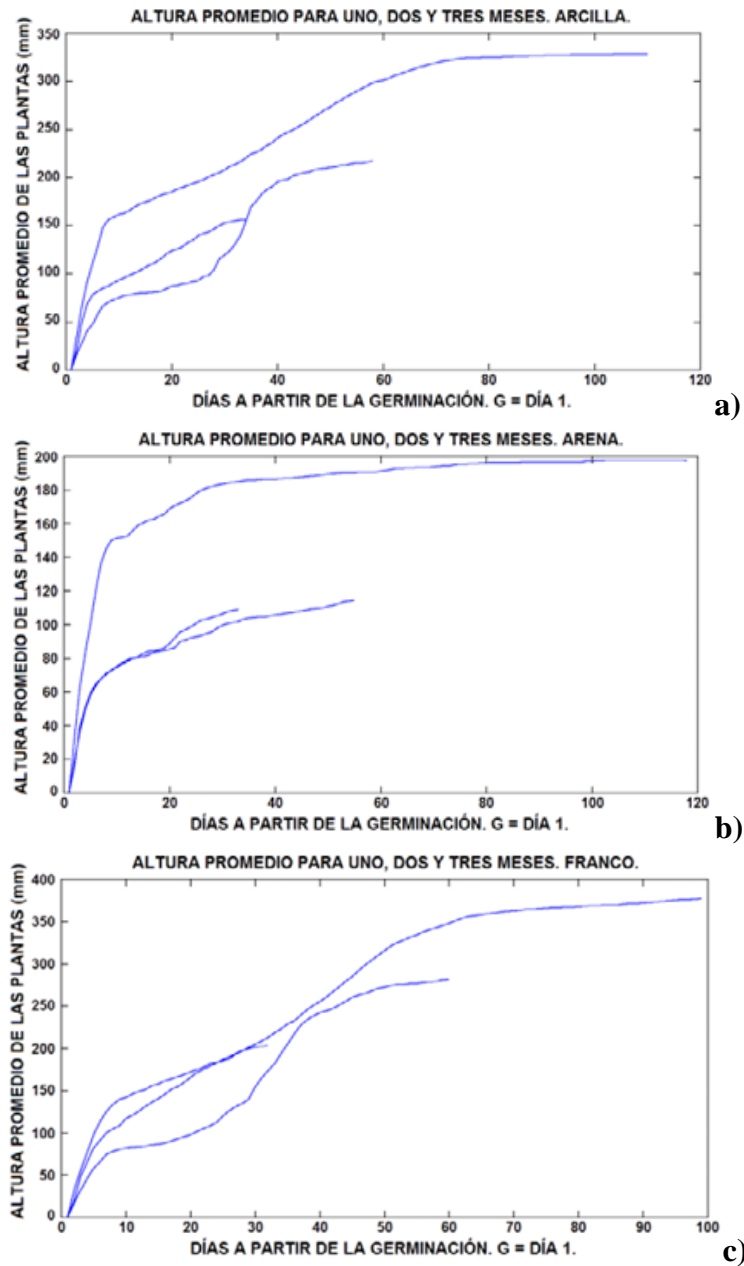 ALTURA PROMEDIO PARA UNO, DOS Y TRES MESES. ARCILLA.
ALTURA PROMEDIO DE LAS PLANTAS (mm)
350
300
250
200
150
100
50
0
0 20 40 60 80 100 120
DÍAS A PARTIR DE LA GERMINACIÓN. G = DÍA 1.
a)
ALTURA PROMEDIO PARA UNO, DOS Y TRES MESES. ARENA.
ALTURA PROMEDIO DE LAS PLANTAS (mm)
200
180
160
140
120
100
80
60
40
20
0
0 20 40 60 80 100 120
DÍAS A PARTIR DE LA GERMINACIÓN. G = DÍA 1.
b)
ALTURA PROMEDIO PARA UNO, DOS Y TRES MESES. FRANCO.
ALTURA PROMEDIO DE LAS PLANTAS (mm)
400
350
300
250
200
150
100
50
0
0 10 20 30 40 50 60 70 80 90 100
DÍAS A PARTIR DE LA GERMINACIÓN. G = DÍA 1.
c)